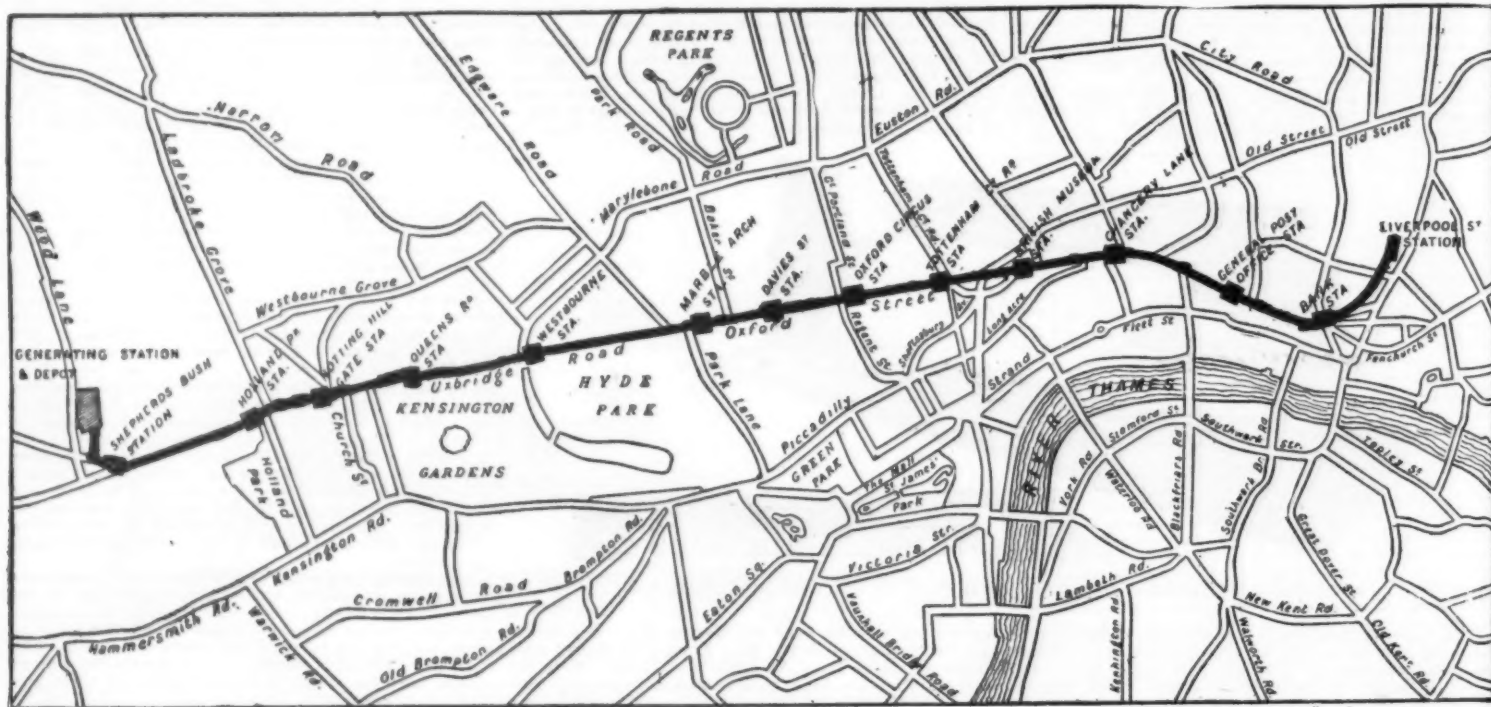 REGENTS
PARK
City Road
Edgware Road
Park Road
Euston Rd.
Old Street
Old Street
Marrow Road
Ladbroke Grove
Wood Lane
Marylebone Road
Tottenham Ct Rd.
Gt Portland St
Baker St
Westbourne Grove
GENERATING STATION
& DEPOT
SHEPHERDS BUSH
STATION
HOLLAND PK
STA.
NOTTING HILL
GATE STA
QUEENS RD
STA
WESTBOURNE
STA.
MARBLE ARCH
STA.
DAVIES ST
STA.
OXFORD CIRCUS
STA
TOTTENHAM
STA
BRITISH MUSEUM
STA.
CHANCERY LANE
STA.
GENERAL POST
OFFICE STA
BANK
STA
LIVERPOOL ST
STATION
Uxbridge Road
Oxford Street
Regent St.
Shaftesbury Av.
Long Acre
Strand
Fleet St
Fenchurch St
HYDE
PARK
KENSINGTON
GARDENS
Church St
Holland
Park
Park Lane
Piccadilly
GREEN
PARK
The Mall
St James'
Park
RIVER THAMES
Stamford St
Southwark Str.
York Rd
Waterloo Rd
Blackfriars Rd
Southwark Br Rd
Tooley St
Great Dover St
Kensington Rd.
Hammersmith Rd.
Warwick Rd.
Cromwell Road
Brompton Rd.
Old Brompton Rd.
Eaton Sq.
Victoria Str.
Vauxhall Bridge Road
Lambeth Rd.
Kennington Rd
New Kent Rd.
Walworth Rd.
Old Kent Rd.